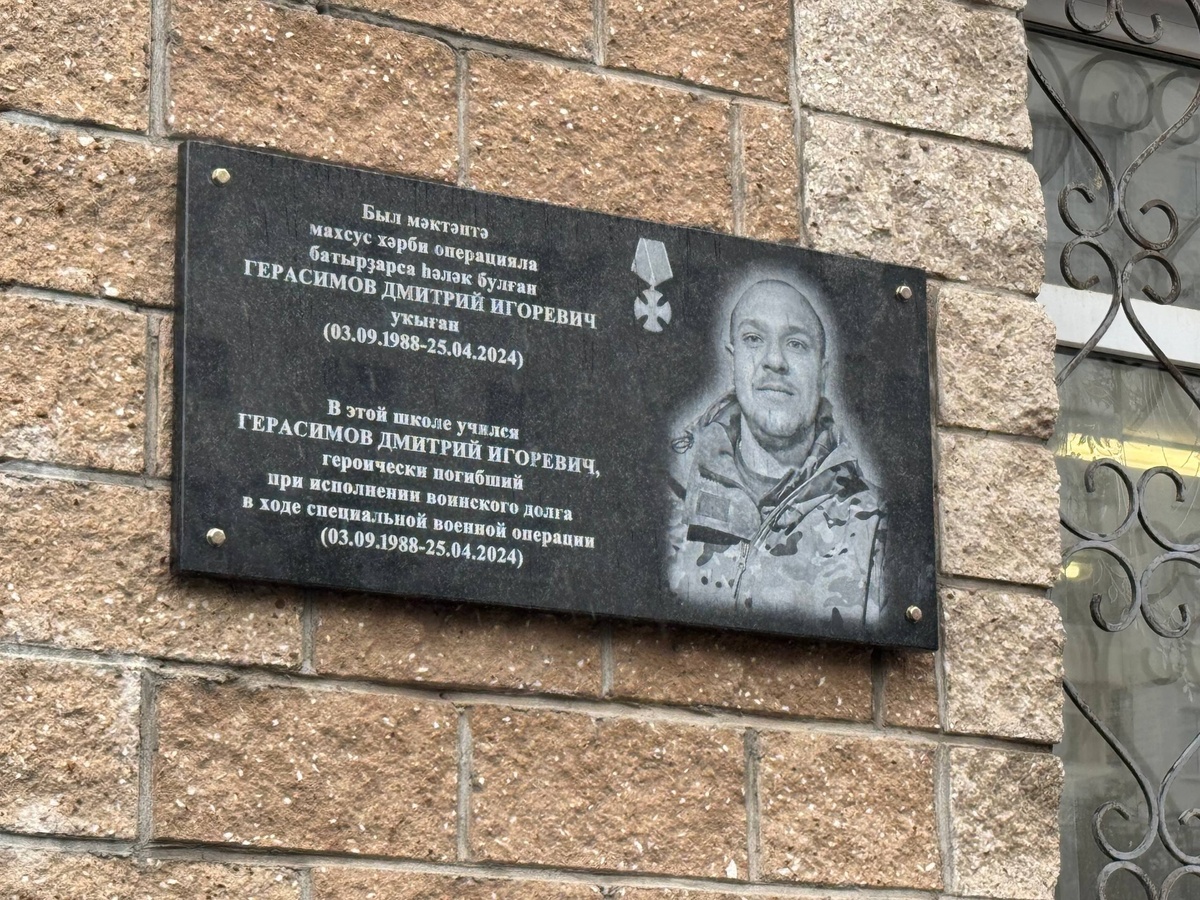 Был мәктәптә
махсус хәрби операцияла
батырҙарса һәләк булған
ГЕРАСИМОВ ДМИТРИЙ ИГОРЕВИЧ
уҡыған
(03.09.1988-25.04.2024)
В этой школе учился
ГЕРАСИМОВ ДМИТРИЙ ИГОРЕВИЧ,
героически погибший
при исполнении воинского долга
в ходе специальной военной операции
(03.09.1988-25.04.2024)